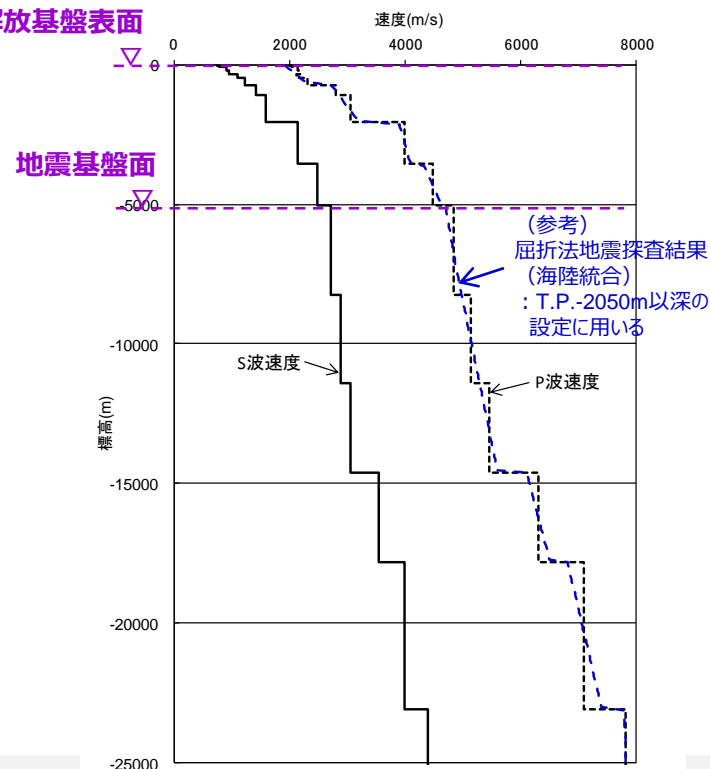 放基盤表面
速度(m/s)
0
2000
4000
6000
8000
0
地震基盤面
-5000
(参考)
屈折法地震探査結果
(海陸統合)
:T.P.-2050m以深の
設定に用いる
-10000
S波速度
P波速度
標高(m)
-15000
-20000
-25000